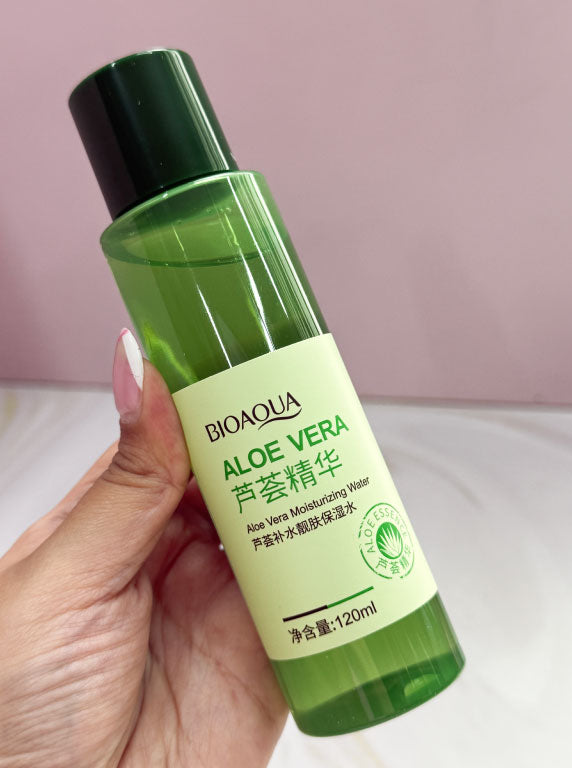 BIOAQUA
ALOE VERA
芦荟精华
Aloe Vera Moisturizing Water
芦荟补水靓肤保湿水
ALOE ESSENCE
芦荟精华
净含量:120ml